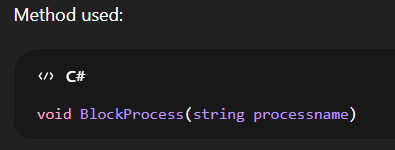 Method used:
</> C#
void BlockProcess(string processname)